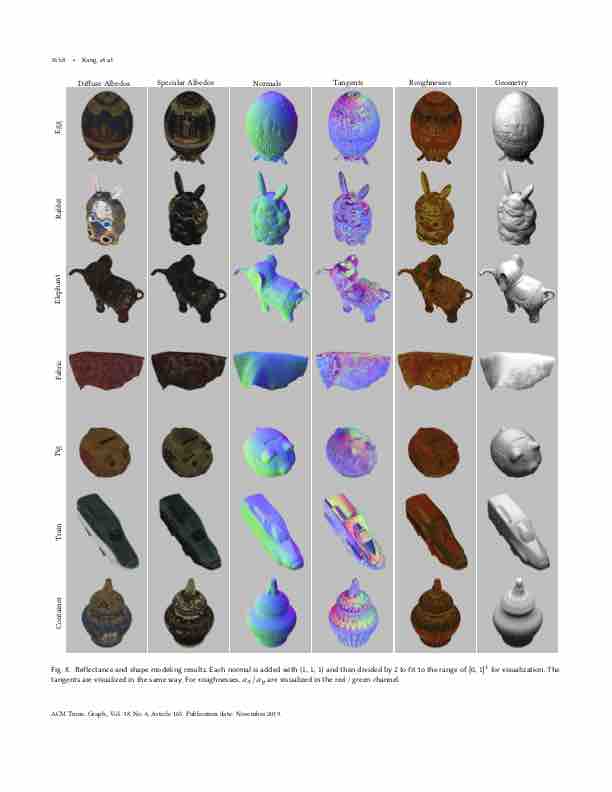 165:8 • Kang, et al.
Diffuse Albedos Specular Albedos Normals Tangents Roughnesses Geometry
Egg
Rabbit
Elephant
Fabric
Pig
Train
Container
Fig. 8. Reflectance and shape modeling results. Each normal is added with (1, 1, 1) and then divided by 2 to fit to the range of [0, 1]³ for visualization. The
tangents are visualized in the same way. For roughnesses, αx / αy are visualized in the red / green channel.
ACM Trans. Graph., Vol. 38, No. 6, Article 165. Publication date: November 2019.